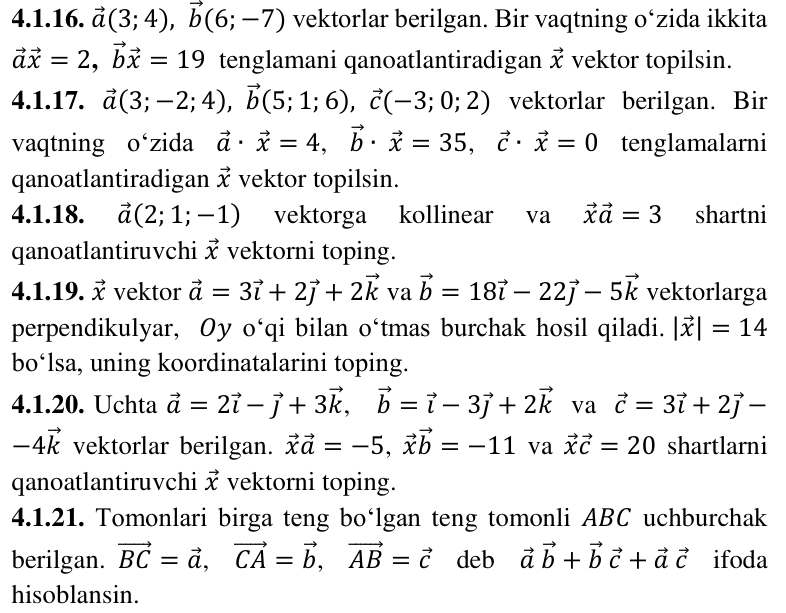 4.1.16. a⃗(3; 4), b⃗(6; −7) vektorlar berilgan. Bir vaqtning o‘zida ikkita
a⃗x⃗ = 2, b⃗x⃗ = 19 tenglamani qanoatlantiradigan x⃗ vektor topilsin.
4.1.17. a⃗(3; −2; 4), b⃗(5; 1; 6), c⃗(−3; 0; 2) vektorlar berilgan. Bir
vaqtning o‘zida a⃗ · x⃗ = 4, b⃗ · x⃗ = 35, c⃗ · x⃗ = 0 tenglamalarni
qanoatlantiradigan x⃗ vektor topilsin.
4.1.18. a⃗(2; 1; −1) vektorga kollinear va x⃗a⃗ = 3 shartni
qanoatlantiruvchi x⃗ vektorni toping.
4.1.19. x⃗ vektor a⃗ = 3i⃗ + 2j⃗ + 2k⃗ va b⃗ = 18i⃗ − 22j⃗ − 5k⃗ vektorlarga
perpendikulyar, Oy o‘qi bilan o‘tmas burchak hosil qiladi. |x⃗| = 14
bo‘lsa, uning koordinatalarini toping.
4.1.20. Uchta a⃗ = 2i⃗ − j⃗ + 3k⃗, b⃗ = i⃗ − 3j⃗ + 2k⃗ va c⃗ = 3i⃗ + 2j⃗ −
−4k⃗ vektorlar berilgan. x⃗a⃗ = −5, x⃗b⃗ = −11 va x⃗c⃗ = 20 shartlarni
qanoatlantiruvchi x⃗ vektorni toping.
4.1.21. Tomonlari birga teng bo‘lgan teng tomonli ABC uchburchak
berilgan. B͞C⃗ = a⃗, C͞A⃗ = b⃗, A͞B⃗ = c⃗ deb a⃗ b⃗ + b⃗ c⃗ + a⃗ c⃗ ifoda
hisoblansin.